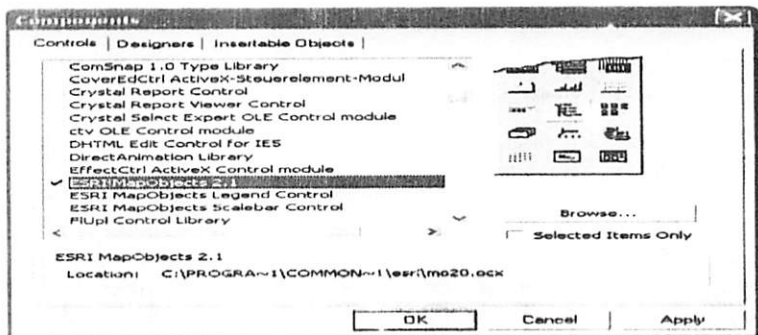 Components
Controls | Designers | Insertable Objects |
ComSnap 1.0 Type Library
CoverEdCtrl ActiveX-Steuerelement-Modul
Crystal Report Control
Crystal Report Viewer Control
Crystal Select Expert OLE Control module
ctv OLE Control module
DHTML Edit Control for IE5
DirectAnimation Library
EffectCtrl ActiveX Control module
ESRI MapObjects 2.1
ESRI MapObjects Legend Control
ESRI MapObjects Scalebar Control
FlUpl Control Library
Browse...
Selected Items Only
ESRI MapObjects 2.1
Location: C:\PROGRA~1\COMMON~1\esri\mo20.ocx
OK
Cancel
Apply